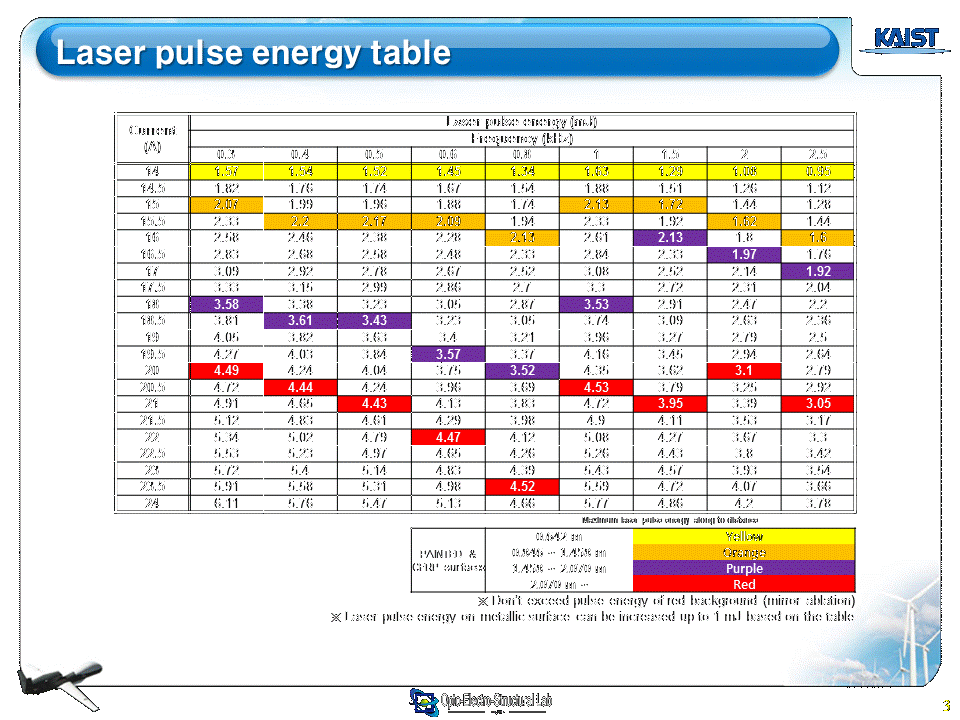 Laser pulse energy table
KAIST
Current (A) Laser pulse energy (mJ)
Frequency (kHz)
0.3 0.4 0.5 0.6 0.8 1 1.5 2 2.5
14 1.57 1.54 1.52 1.45 1.34 1.63 1.29 1.08 0.95
14.5 1.82 1.76 1.74 1.67 1.54 1.88 1.51 1.26 1.12
15 2.07 1.99 1.96 1.88 1.74 2.13 1.72 1.44 1.28
15.5 2.33 2.2 2.17 2.09 1.94 2.33 1.92 1.62 1.44
16 2.58 2.46 2.38 2.28 2.13 2.61 2.13 1.8 1.6
16.5 2.83 2.68 2.58 2.48 2.33 2.84 2.33 1.97 1.76
17 3.09 2.92 2.78 2.67 2.52 3.08 2.52 2.14 1.92
17.5 3.33 3.15 2.99 2.86 2.7 3.3 2.72 2.31 2.04
18 3.58 3.38 3.23 3.05 2.87 3.53 2.91 2.47 2.2
18.5 3.81 3.61 3.43 3.23 3.05 3.74 3.09 2.63 2.36
19 4.05 3.82 3.63 3.4 3.21 3.96 3.27 2.79 2.5
19.5 4.27 4.03 3.84 3.57 3.37 4.16 3.45 2.94 2.64
20 4.49 4.24 4.04 3.75 3.52 4.35 3.62 3.1 2.79
20.5 4.72 4.44 4.24 3.96 3.69 4.53 3.79 3.25 2.92
21 4.91 4.65 4.43 4.13 3.83 4.72 3.95 3.39 3.05
21.5 5.12 4.83 4.61 4.29 3.98 4.9 4.11 3.53 3.17
22 5.34 5.02 4.79 4.47 4.12 5.08 4.27 3.67 3.3
22.5 5.53 5.23 4.97 4.65 4.26 5.26 4.43 3.8 3.42
23 5.72 5.4 5.14 4.83 4.39 5.43 4.57 3.93 3.54
23.5 5.91 5.58 5.31 4.98 4.52 5.59 4.72 4.07 3.66
24 6.11 5.76 5.47 5.13 4.66 5.77 4.86 4.2 3.78
Maximum laser pulse energy along to distance
PAINTED & CFRP surface
Yellow
Orange
Purple
Red
※ Don't exceed pulse energy of red background (mirror ablation)
※ Laser pulse energy on metallic surface can be increased up to 1 mJ based on the table
Opto-Electro-Structural Lab
3